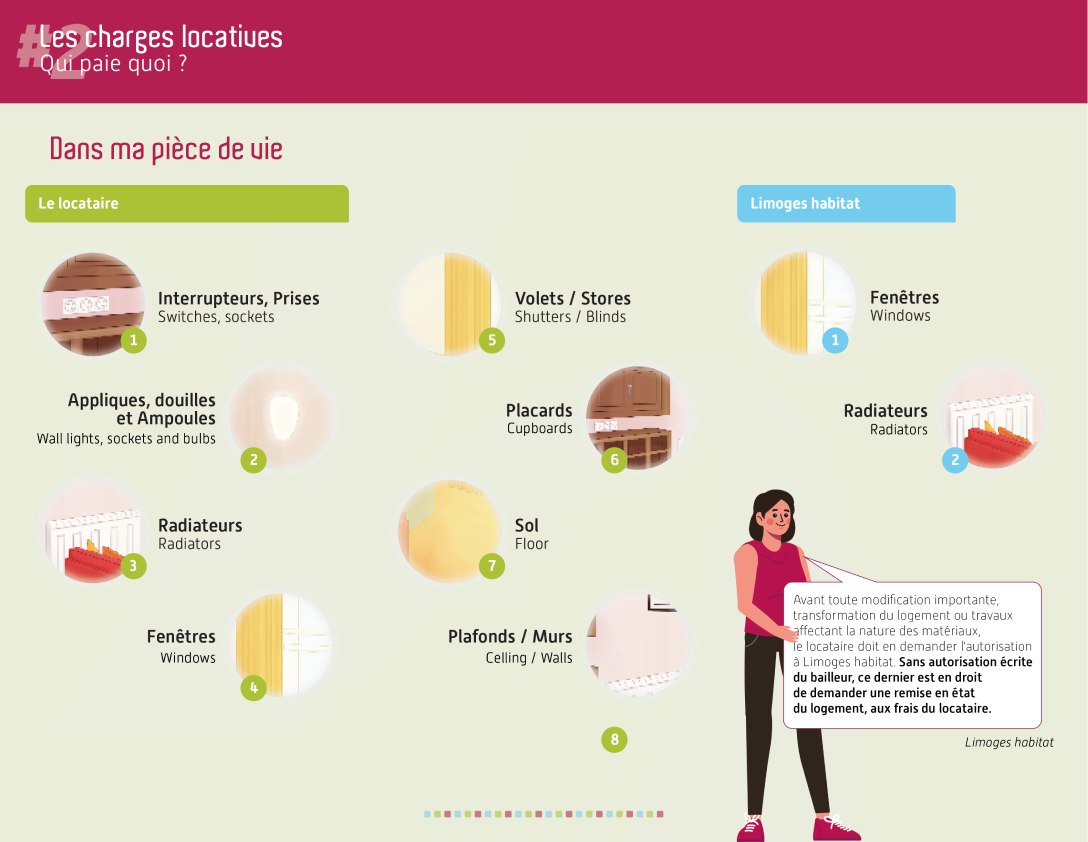 #2
Les charges locatives
Qui paie quoi ?
Dans ma pièce de vie
Le locataire
Interrupteurs, Prises
Switches, sockets
1
Appliques, douilles
et Ampoules
Wall lights, sockets and bulbs
2
Radiateurs
Radiators
3
Fenêtres
Windows
4
Volets / Stores
Shutters / Blinds
5
Placards
Cupboards
6
Sol
Floor
7
Plafonds / Murs
Celling / Walls
8
Limoges habitat
Fenêtres
Windows
1
Radiateurs
Radiators
2
Avant toute modification importante,
transformation du logement ou travaux
affectant la nature des matériaux,
le locataire doit en demander l'autorisation
à Limoges habitat. Sans autorisation écrite
du bailleur, ce dernier est en droit
de demander une remise en état
du logement, aux frais du locataire.
Limoges habitat